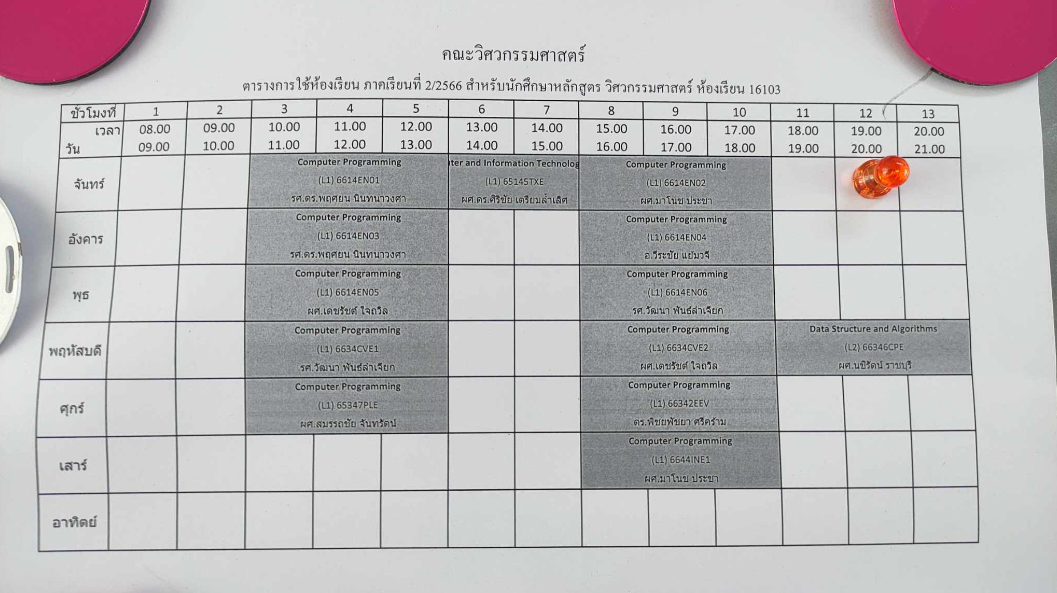 คณะวิศวกรรมศาสตร์
ตารางการใช้ห้องเรียน ภาคเรียนที่ 2/2566 สำหรับนักศึกษาหลักสูตร วิศวกรรมศาสตร์ ห้องเรียน 16103
ชั่วโมงที่ 1 2 3 4 5 6 7 8 9 10 11 12 13
เวลา 08.00 09.00 10.00 11.00 12.00 13.00 14.00 15.00 16.00 17.00 18.00 19.00 20.00
วัน 09.00 10.00 11.00 12.00 13.00 14.00 15.00 16.00 17.00 18.00 19.00 20.00 21.00
จันทร์
Computer Programming
(L1) 6614EN01
รศ.ดร.พฤศยน นินทนาวงศา
ter and Information Technolog
(L1) 6514STXE
ผศ.ดร.ศิริชัย เตรียมล้ำเลิศ
Computer Programming
(L1) 6614EN02
ผศ.มาโนช ประชา
อังคาร
Computer Programming
(L1) 6614EN03
รศ.ดร.พฤศยน นินทนาวงศา
Computer Programming
(L1) 6614EN04
อ.วีระชัย แย้มวจี
พุธ
Computer Programming
(L1) 6614EN05
ผศ.เดชรัชต์ ใจถวิล
Computer Programming
(L1) 6614EN06
รศ.วัฒนา พันธ์ลำเจียก
พฤหัสบดี
Computer Programming
(L1) 6634CVE1
รศ.วัฒนา พันธ์ลำเจียก
Computer Programming
(L1) 6634CVE2
ผศ.เดชรัชต์ ใจถวิล
Data Structure and Algorithms
(L2) 66346CPE
ผศ.นชิรัตน์ ราชบุรี
ศุกร์
Computer Programming
(L1) 65347PLE
ผศ.สมรรถชัย จันทรัตน์
Computer Programming
(L1) 66342EEV
ดร.พิชยพัชยา ศรีคร้าม
เสาร์
Computer Programming
(L1) 6644INE1
ผศ.มาโนช ประชา
อาทิตย์